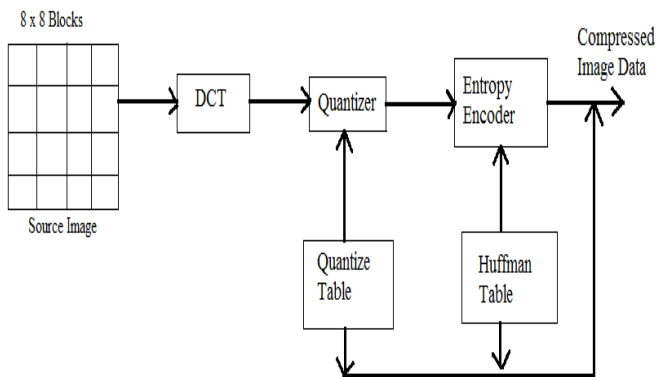 8 x 8 Blocks
Source Image
DCT
Quantizer
Entropy
Encoder
Compressed
Image Data
Quantize
Table
Huffman
Table